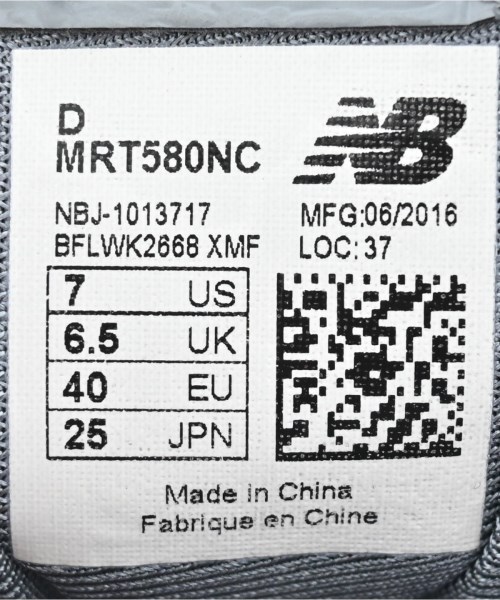 D
MRT580NC
NB
NBJ-1013717
BFLWK2668 XMF
MFG:06/2016
LOC: 37
7 US
6.5 UK
40 EU
25 JPN
Made in China
Fabrique en Chine